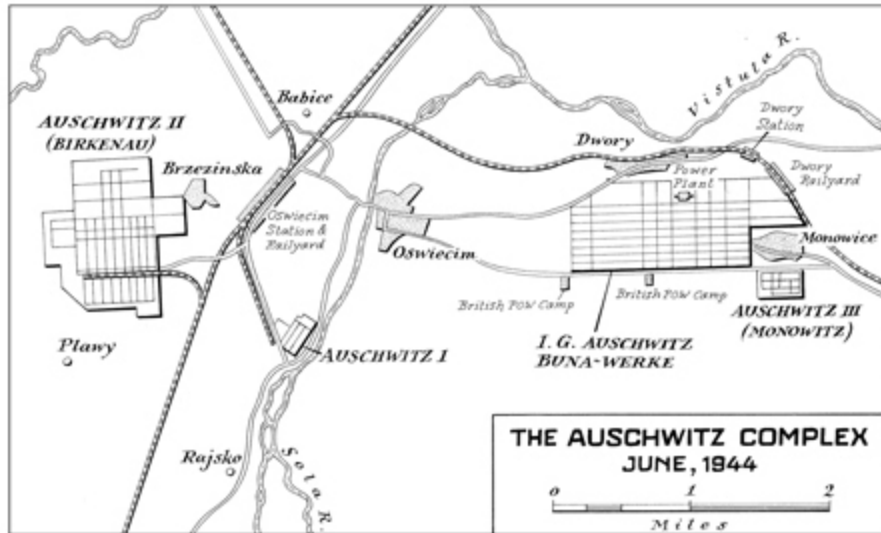 Vistula R.
Babice
AUSCHWITZ II
(BIRKENAU)
Brzezinska
Dwory
Dwory
Station
Power
Plant
Dwory
Railyard
Oswiecim
Station &
Railyard
Oswiecim
Monowice
British POW Camp
British POW Camp
AUSCHWITZ III
(MONOWITZ)
Plawy
AUSCHWITZ I
I. G. AUSCHWITZ
BUNA-WERKE
Rajsko
Sola R.
THE AUSCHWITZ COMPLEX
JUNE, 1944
0 1 2
Miles